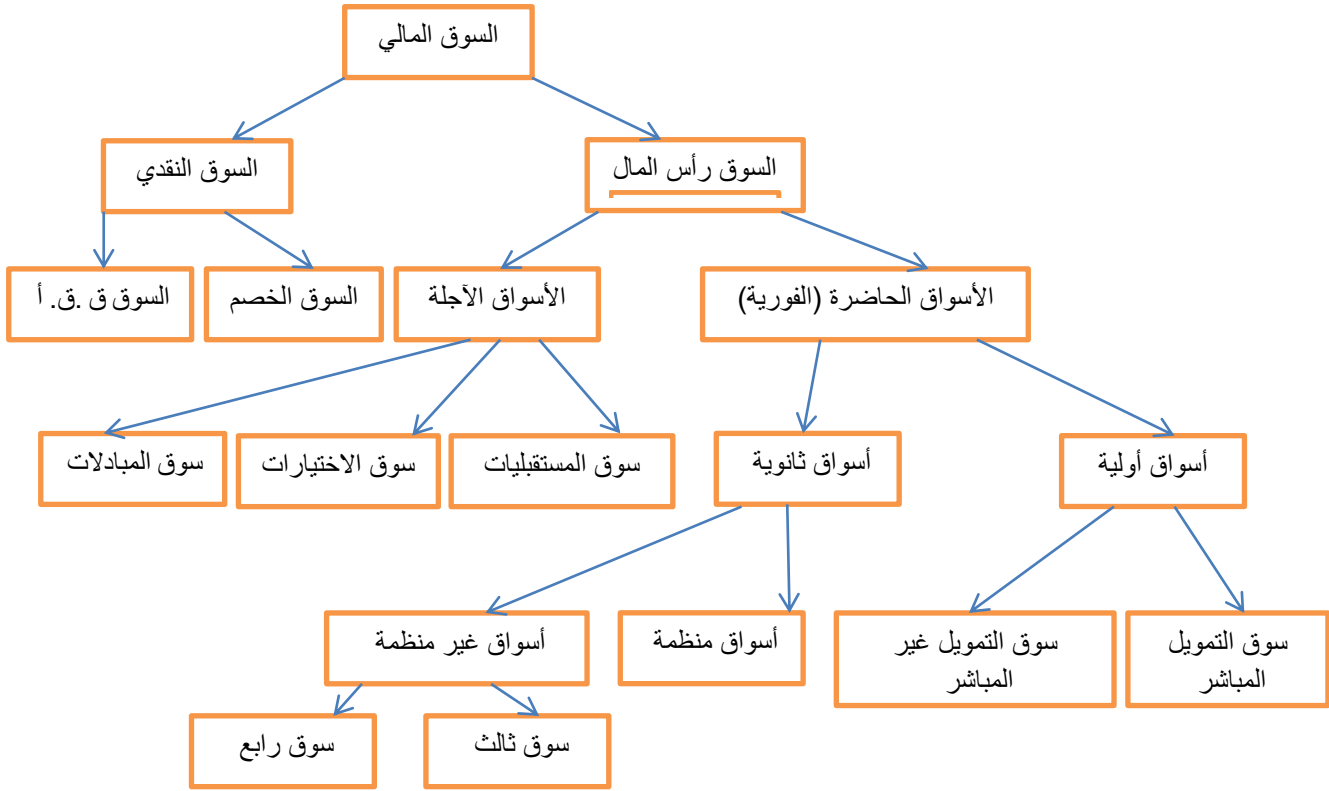 السوق المالي
السوق رأس المال
السوق النقدي
الأسواق الحاضرة (الفورية)
الأسواق الآجلة
السوق الخصم
السوق ق .ق. أ
أسواق أولية
أسواق ثانوية
سوق المستقبليات
سوق الاختيارات
سوق المبادلات
سوق التمويل
المباشر
سوق التمويل غير
المباشر
أسواق منظمة
أسواق غير منظمة
سوق ثالث
سوق رابع